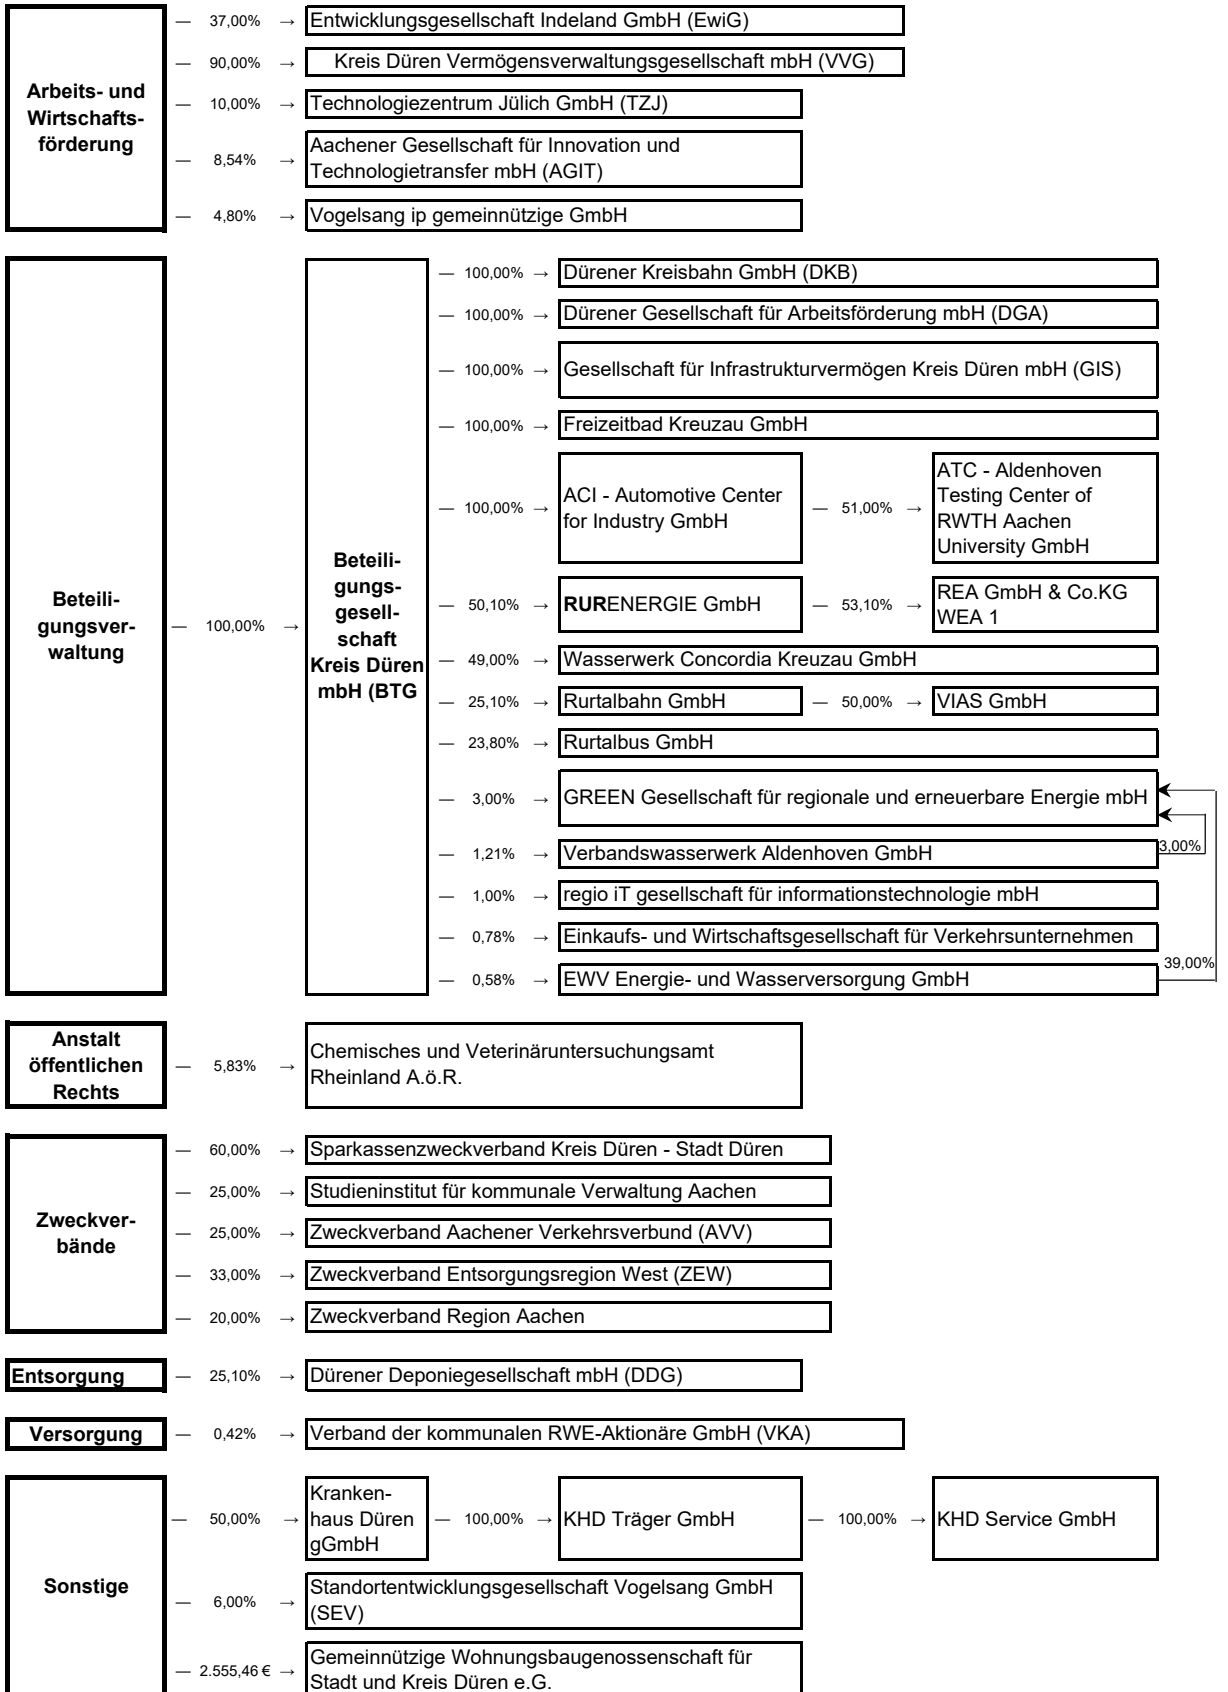 Arbeits- und
Wirtschafts-
förderung
— 37,00% → Entwicklungsgesellschaft Indeland GmbH (EwiG)
— 90,00% → Kreis Düren Vermögensverwaltungsgesellschaft mbH (VVG)
— 10,00% → Technologiezentrum Jülich GmbH (TZJ)
— 8,54% → Aachener Gesellschaft für Innovation und
Technologietransfer mbH (AGIT)
— 4,80% → Vogelsang ip gemeinnützige GmbH
Beteili-
gungsver-
waltung
— 100,00% →
Beteili-
gungs-
gesell-
schaft
Kreis Düren
mbH (BTG
— 100,00% → Dürener Kreisbahn GmbH (DKB)
— 100,00% → Dürener Gesellschaft für Arbeitsförderung mbH (DGA)
— 100,00% → Gesellschaft für Infrastrukturvermögen Kreis Düren mbH (GIS)
— 100,00% → Freizeitbad Kreuzau GmbH
— 100,00% → ACI - Automotive Center
for Industry GmbH
— 51,00% → ATC - Aldenhoven
Testing Center of
RWTH Aachen
University GmbH
— 50,10% → RURENERGIE GmbH
— 53,10% → REA GmbH & Co.KG
WEA 1
— 49,00% → Wasserwerk Concordia Kreuzau GmbH
— 25,10% → Rurtalbahn GmbH — 50,00% → VIAS GmbH
— 23,80% → Rurtalbus GmbH
— 3,00% → GREEN Gesellschaft für regionale und erneuerbare Energie mbH
— 1,21% → Verbandswasserwerk Aldenhoven GmbH
3,00%
— 1,00% → regio iT gesellschaft für informationstechnologie mbH
— 0,78% → Einkaufs- und Wirtschaftsgesellschaft für Verkehrsunternehmen
— 0,58% → EWV Energie- und Wasserversorgung GmbH
39,00%
Anstalt
öffentlichen
Rechts
— 5,83% → Chemisches und Veterinäruntersuchungsamt
Rheinland A.ö.R.
Zweckver-
bände
— 60,00% → Sparkassenzweckverband Kreis Düren - Stadt Düren
— 25,00% → Studieninstitut für kommunale Verwaltung Aachen
— 25,00% → Zweckverband Aachener Verkehrsverbund (AVV)
— 33,00% → Zweckverband Entsorgungsregion West (ZEW)
— 20,00% → Zweckverband Region Aachen
Entsorgung — 25,10% → Dürener Deponiegesellschaft mbH (DDG)
Versorgung — 0,42% → Verband der kommunalen RWE-Aktionäre GmbH (VKA)
Sonstige
— 50,00% → Kranken-
haus Düren
gGmbH
— 100,00% → KHD Träger GmbH — 100,00% → KHD Service GmbH
— 6,00% → Standortentwicklungsgesellschaft Vogelsang GmbH
(SEV)
— 2.555,46 € → Gemeinnützige Wohnungsbaugenossenschaft für
Stadt und Kreis Düren e.G.